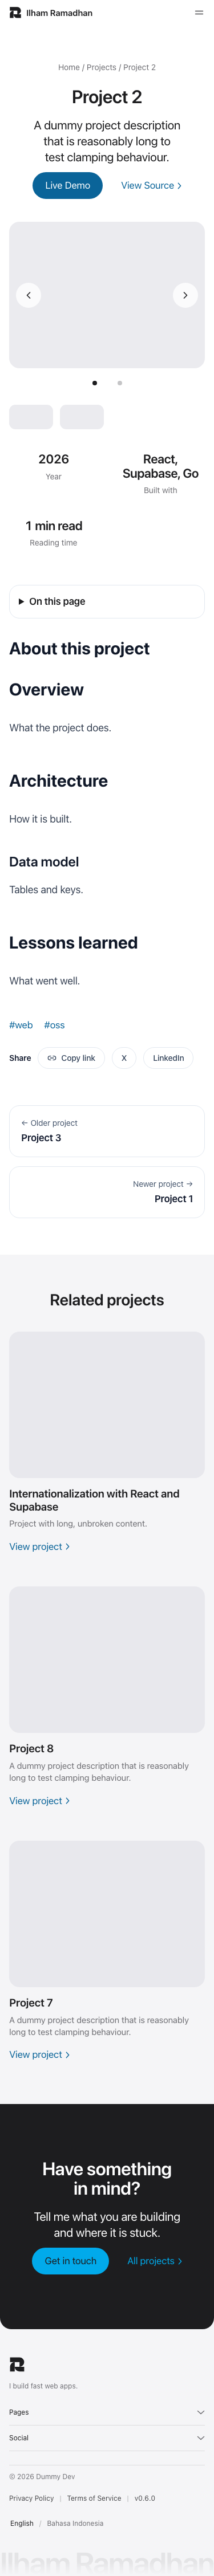 Ilham Ramadhan
Home / Projects / Project 2
Project 2
A dummy project description
that is reasonably long to
test clamping behaviour.
Live Demo
View Source
2026
Year
React,
Supabase, Go
Built with
1 min read
Reading time
On this page
About this project
Overview
What the project does.
Architecture
How it is built.
Data model
Tables and keys.
Lessons learned
What went well.
#web #oss
Share Copy link X LinkedIn
← Older project
Project 3
Newer project →
Project 1
Related projects
Internationalization with React and
Supabase
Project with long, unbroken content.
View project
Project 8
A dummy project description that is reasonably
long to test clamping behaviour.
View project
Project 7
A dummy project description that is reasonably
long to test clamping behaviour.
View project
Have something
in mind?
Tell me what you are building
and where it is stuck.
Get in touch
All projects
I build fast web apps.
Pages
Social
© 2026 Dummy Dev
Privacy Policy | Terms of Service | v0.6.0
English / Bahasa Indonesia
Ilham Ramadhan